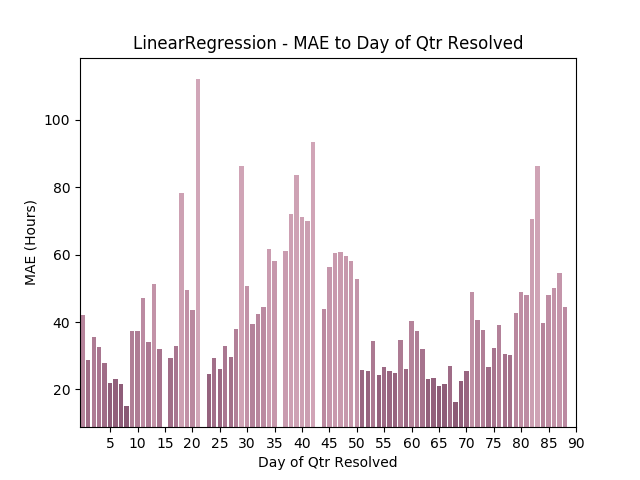 LinearRegression - MAE to Day of Qtr Resolved
MAE (Hours)
100
80
60
40
20
5 10 15 20 25 30 35 40 45 50 55 60 65 70 75 80 85 90
Day of Qtr Resolved